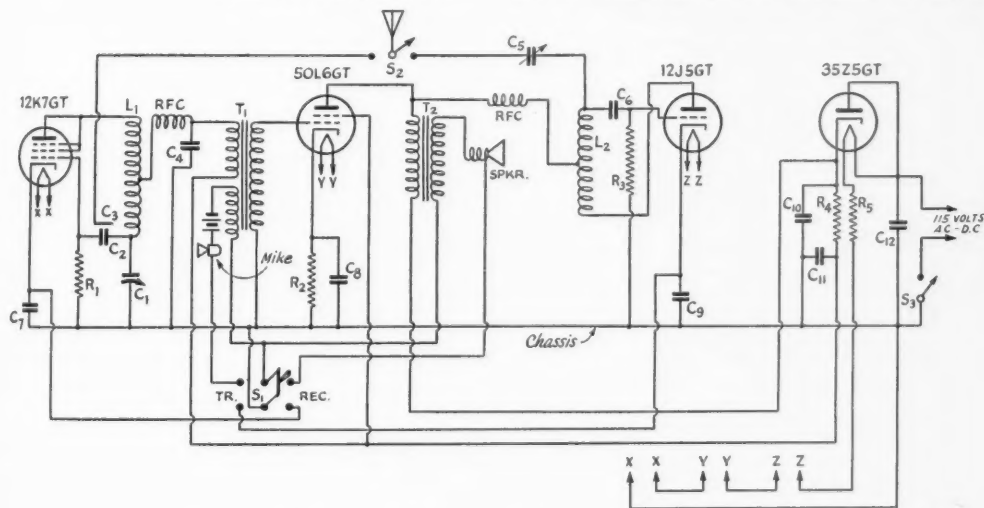 C5
S2
12K7GT
L1
RFC
T1
50L6GT
T2
RFC
C6
12J5GT
35Z5GT
C4
L2
R3
SPKR.
Y Y
Z Z
X X
C3
C2
R1
C1
C7
Mike
R2
C8
C9
C10
R4
R5
C11
C12
115 VOLTS
AC-D.C
S3
Chassis
TR.
S1
REC.
X X Y Y Z Z